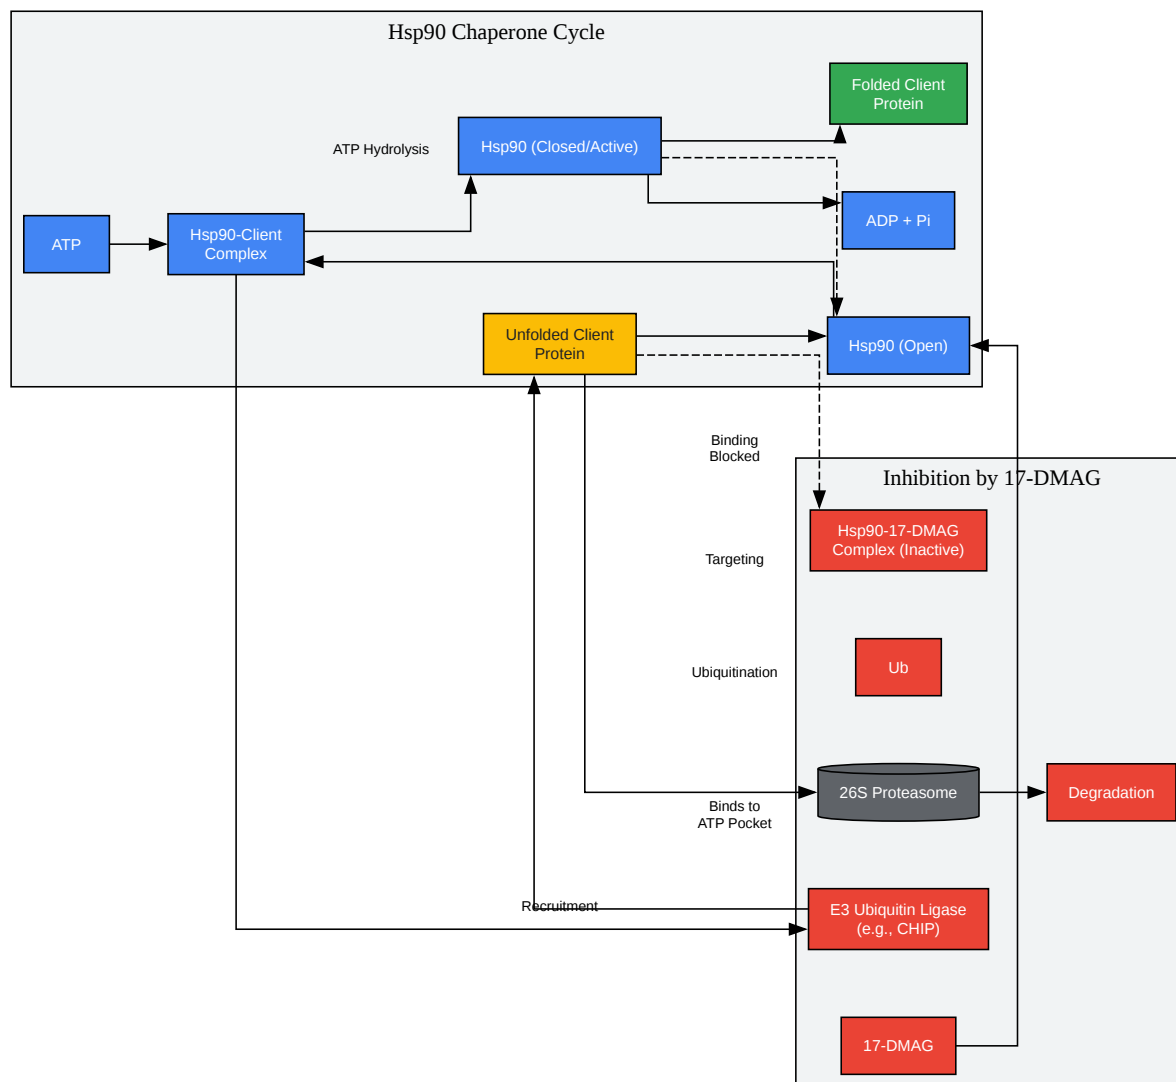 Hsp90 Chaperone Cycle
Folded Client
Protein
ATP Hydrolysis
Hsp90 (Closed/Active)
ATP
Hsp90-Client
Complex
ADP + Pi
Unfolded Client
Protein
Hsp90 (Open)
Binding
Blocked
Inhibition by 17-DMAG
Hsp90-17-DMAG
Complex (Inactive)
Targeting
Ubiquitination
Ub
26S Proteasome
Degradation
Binds to
ATP Pocket
Recruitment
E3 Ubiquitin Ligase
(e.g., CHIP)
17-DMAG